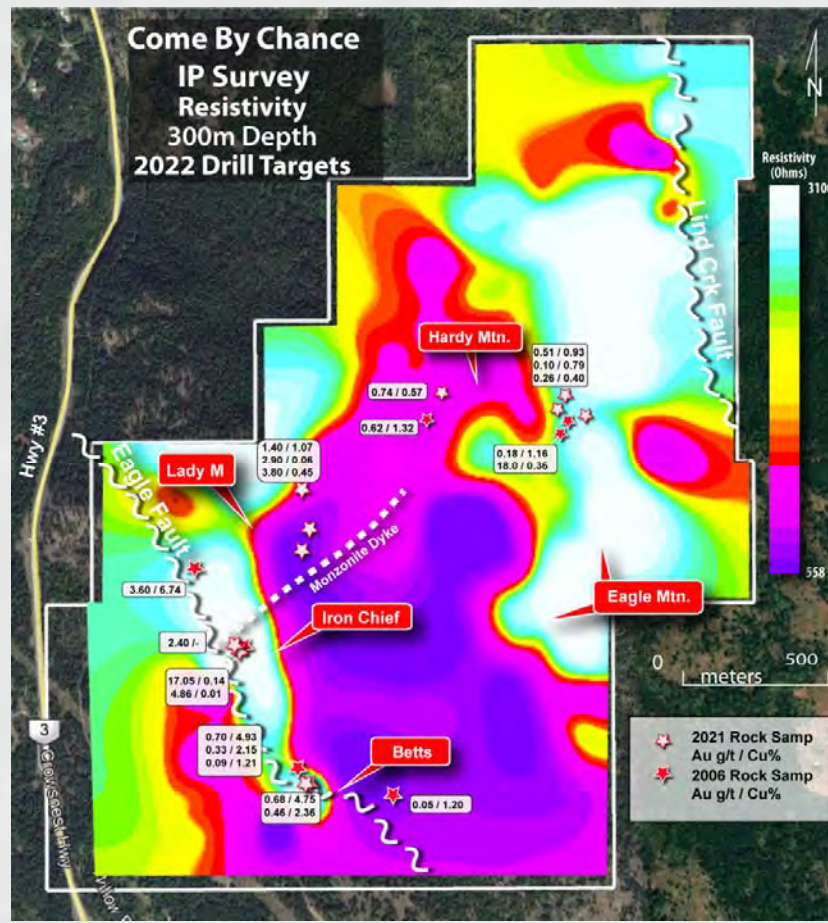 Come By Chance
IP Survey
Resistivity
300m Depth
2022 Drill Targets
N
Resistivity
(Ohms)
3100
558
Lind Crk Fault
Hwy #3
Hardy Mtn.
0.51 / 0.93
0.10 / 0.79
0.26 / 0.40
0.74 / 0.57
0.62 / 1.32
0.18 / 1.16
18.0 / 0.36
1.40 / 1.07
2.90 / 0.06
3.80 / 0.45
Lady M
Eagle Fault
Monzonite Dyke
3.60 / 6.74
Iron Chief
Eagle Mtn.
2.40 / -
17.05 / 0.14
4.86 / 0.01
0 500
meters
0.70 / 4.93
0.33 / 2.15
0.09 / 1.21
Betts
0.68 / 4.75
0.46 / 2.36
0.05 / 1.20
3
Crowsnest Hwy
2021 Rock Samp
Au g/t / Cu%
2006 Rock Samp
Au g/t / Cu%